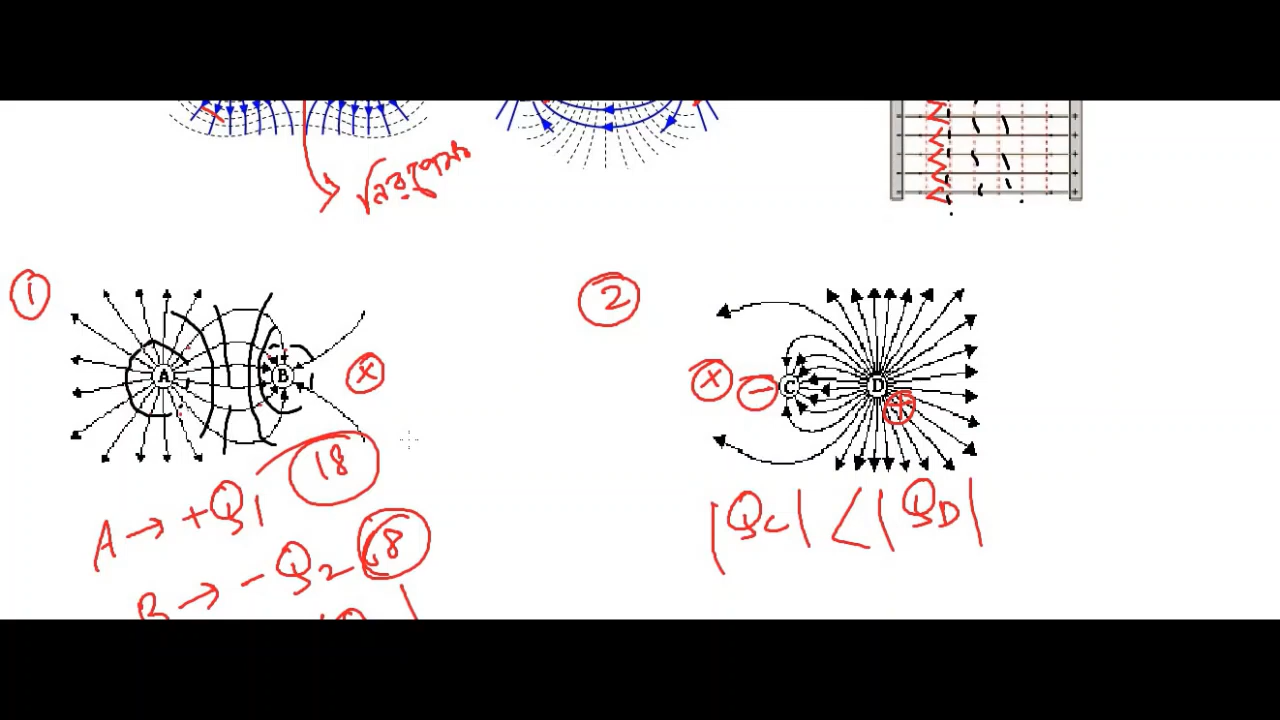 ①
A
B
×
A → +Q1 18
B → -Q2 8
②
× − C D +
|QC| < |QD|